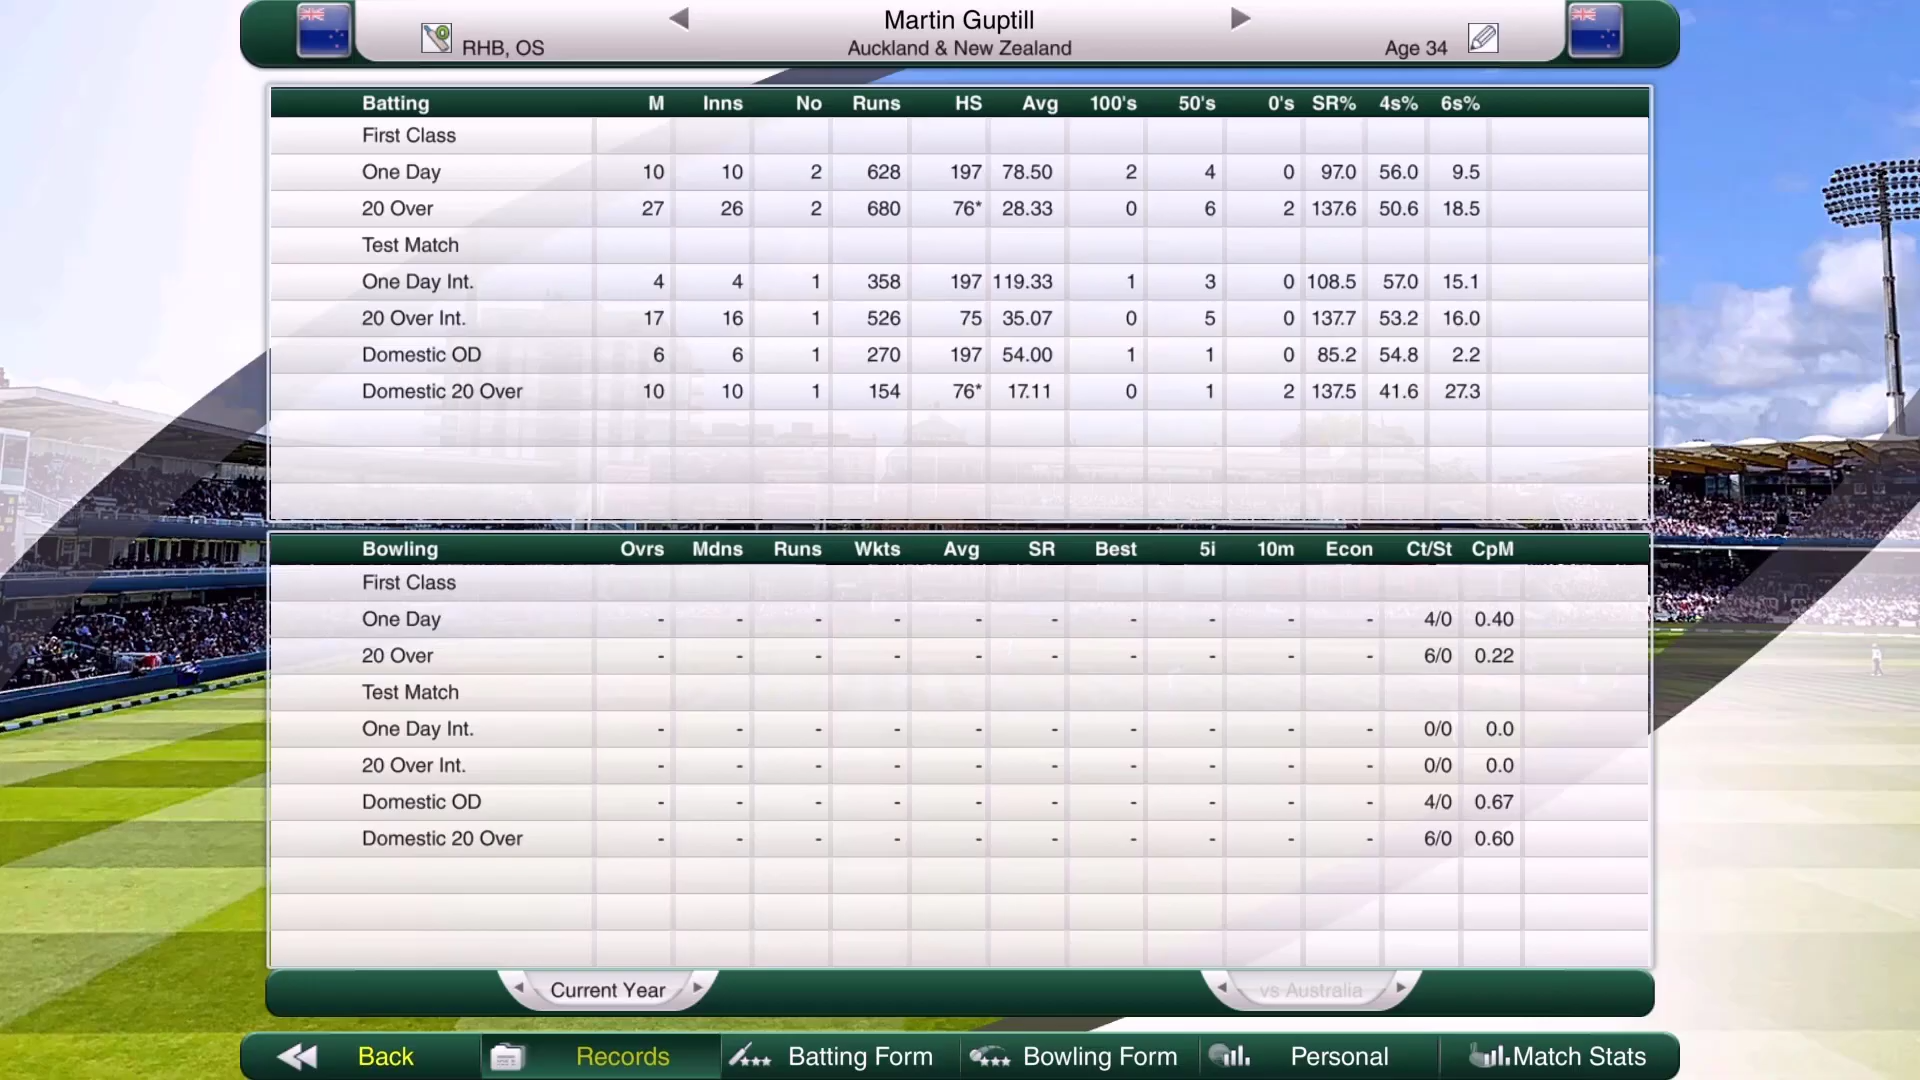 Martin Guptill
RHB, OS Auckland & New Zealand Age 34
Batting M Inns No Runs HS Avg 100's 50's 0's SR% 4s% 6s%
First Class
One Day 10 10 2 628 197 78.50 2 4 0 97.0 56.0 9.5
20 Over 27 26 2 680 76* 28.33 0 6 2 137.6 50.6 18.5
Test Match
One Day Int. 4 4 1 358 197 119.33 1 3 0 108.5 57.0 15.1
20 Over Int. 17 16 1 526 75 35.07 0 5 0 137.7 53.2 16.0
Domestic OD 6 6 1 270 197 54.00 1 1 0 85.2 54.8 2.2
Domestic 20 Over 10 10 1 154 76* 17.11 0 1 2 137.5 41.6 27.3
Bowling Ovrs Mdns Runs Wkts Avg SR Best 5i 10m Econ Ct/St CpM
First Class
One Day - - - - - - - - - - 4/0 0.40
20 Over - - - - - - - - - - 6/0 0.22
Test Match
One Day Int. - - - - - - - - - - 0/0 0.0
20 Over Int. - - - - - - - - - - 0/0 0.0
Domestic OD - - - - - - - - - - 4/0 0.67
Domestic 20 Over - - - - - - - - - - 6/0 0.60
Current Year vs Australia
Back Records Batting Form Bowling Form Personal Match Stats